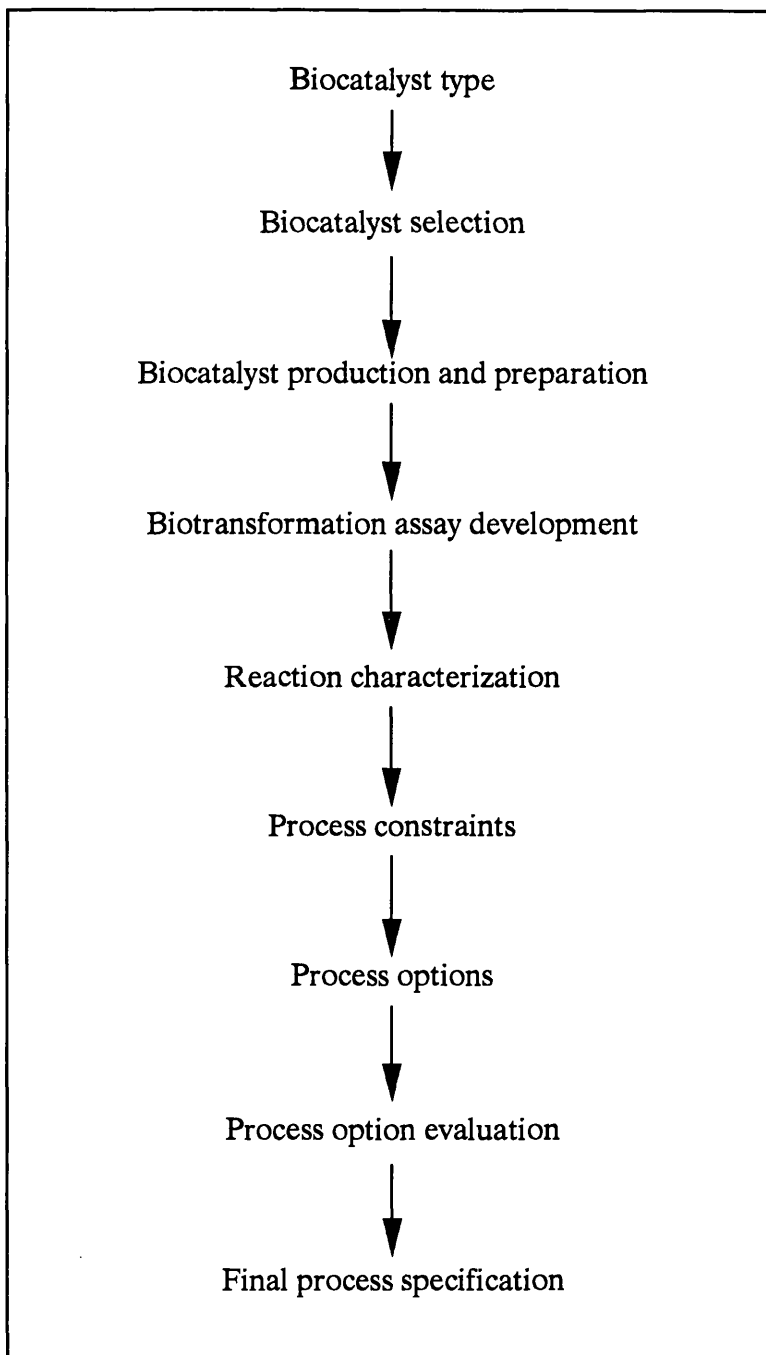 Biocatalyst type
Biocatalyst selection
Biocatalyst production and preparation
Biotransformation assay development
Reaction characterization
Process constraints
Process options
Process option evaluation
Final process specification